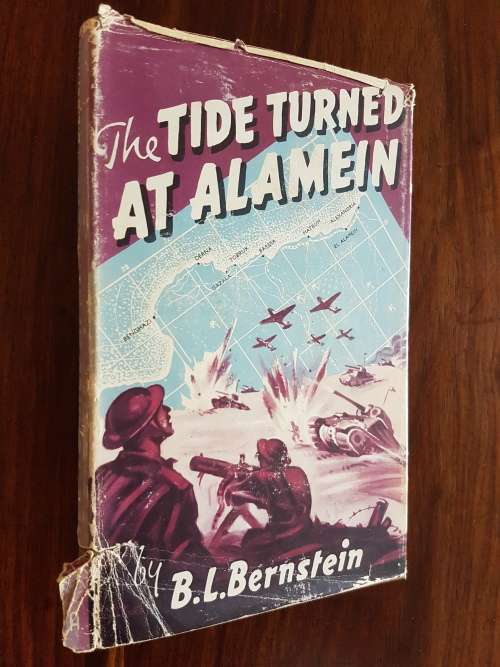 The TIDE TURNED
AT ALAMEIN
BENGHAZI
DERNA
GAZALA
TOBRUK
BARDIA
MATRUH
ALEXANDRIA
EL ALAMEIN
by B.L.Bernstein